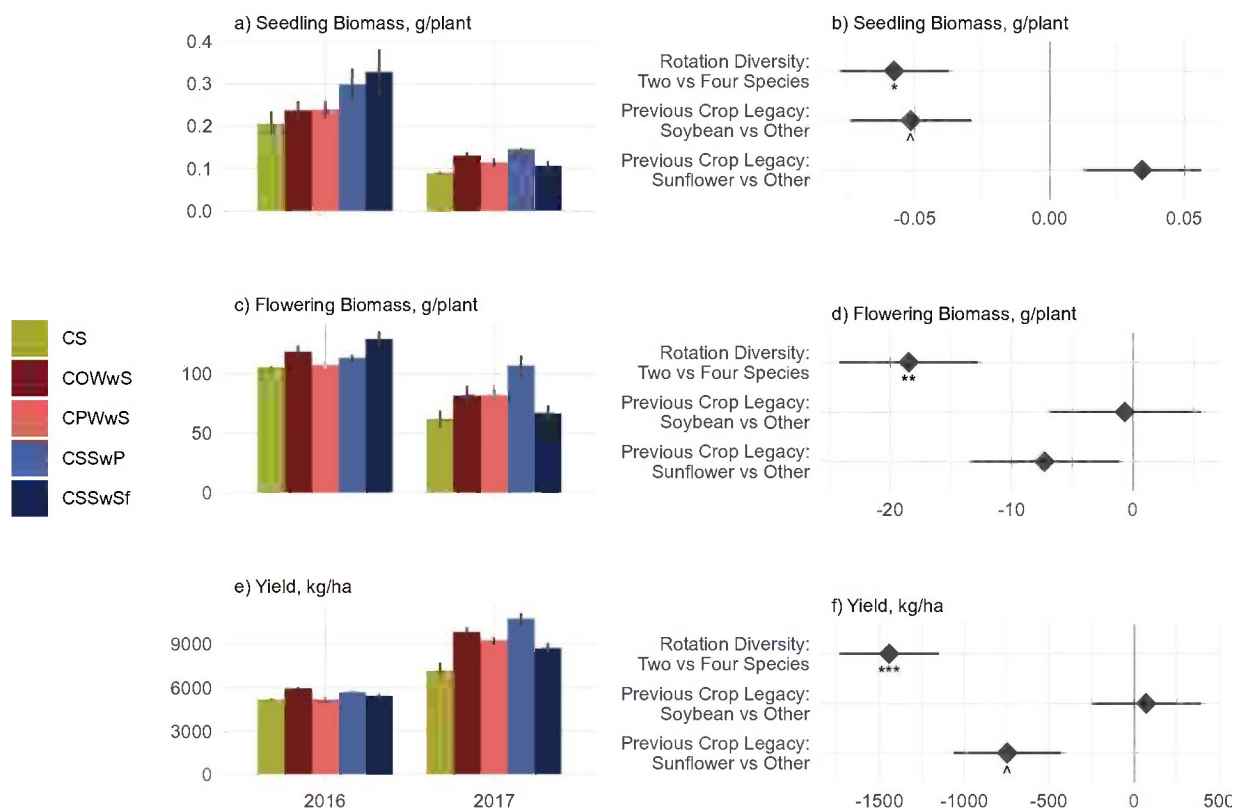 a) Seedling Biomass, g/plant
0.4
0.3
0.2
0.1
0.0
b) Seedling Biomass, g/plant
Rotation Diversity:
Two vs Four Species
*
Previous Crop Legacy:
Soybean vs Other
^
Previous Crop Legacy:
Sunflower vs Other
-0.05 0.00 0.05
CS
COWwS
CPWwS
CSSwP
CSSwSf
c) Flowering Biomass, g/plant
100
50
0
d) Flowering Biomass, g/plant
Rotation Diversity:
Two vs Four Species
**
Previous Crop Legacy:
Soybean vs Other
Previous Crop Legacy:
Sunflower vs Other
-20 -10 0
e) Yield, kg/ha
9000
6000
3000
0
2016 2017
f) Yield, kg/ha
Rotation Diversity:
Two vs Four Species
***
Previous Crop Legacy:
Soybean vs Other
Previous Crop Legacy:
Sunflower vs Other
^
-1500 -1000 -500 0 500